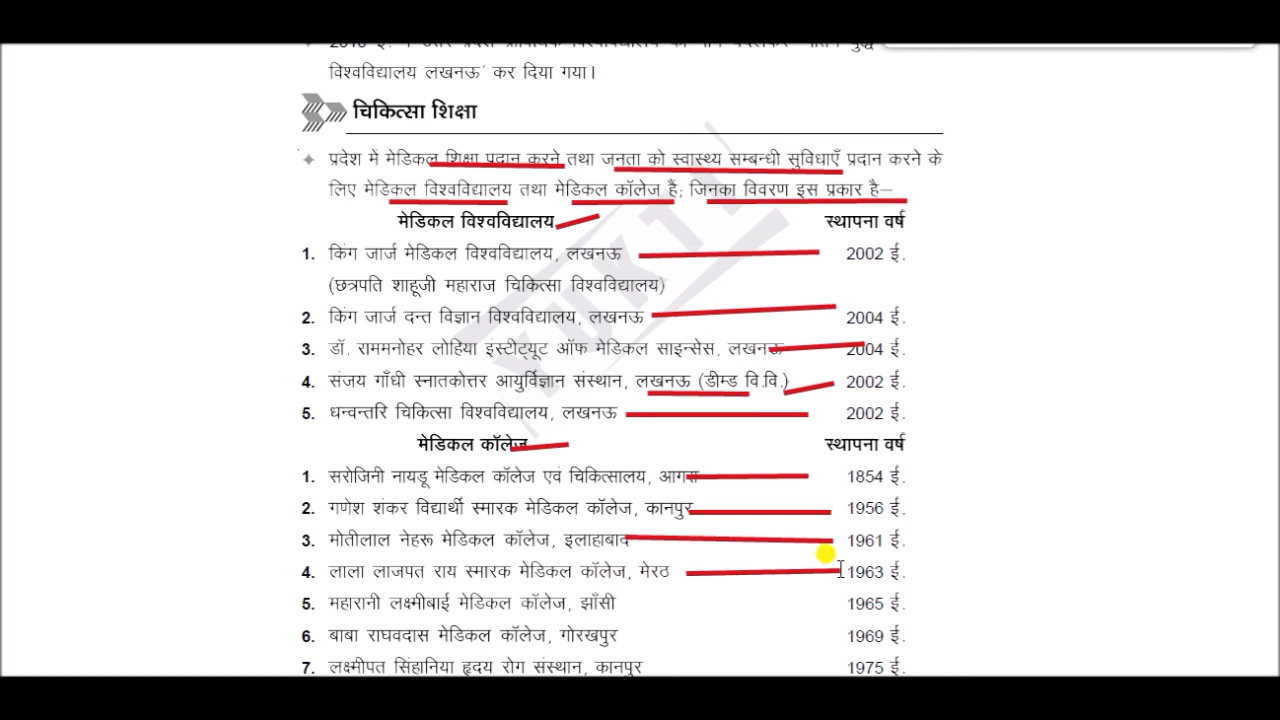 विश्वविद्यालय लखनऊ' कर दिया गया।
चिकित्सा शिक्षा
प्रदेश में मेडिकल शिक्षा प्रदान करने तथा जनता को स्वास्थ्य सम्बन्धी सुविधाएँ प्रदान करने के
लिए मेडिकल विश्वविद्यालय तथा मेडिकल कॉलेज हैं; जिनका विवरण इस प्रकार है–
मेडिकल विश्वविद्यालय स्थापना वर्ष
1. किंग जार्ज मेडिकल विश्वविद्यालय, लखनऊ 2002 ई.
(छत्रपति शाहूजी महाराज चिकित्सा विश्वविद्यालय)
2. किंग जार्ज दन्त विज्ञान विश्वविद्यालय, लखनऊ 2004 ई.
3. डॉ. राममनोहर लोहिया इंस्टीट्यूट ऑफ मेडिकल साइन्सेस, लखनऊ 2004 ई.
4. संजय गाँधी स्नातकोत्तर आयुर्विज्ञान संस्थान, लखनऊ (डीम्ड वि.वि.) 2002 ई.
5. धन्वन्तरि चिकित्सा विश्वविद्यालय, लखनऊ 2002 ई.
मेडिकल कॉलेज स्थापना वर्ष
1. सरोजिनी नायडू मेडिकल कॉलेज एवं चिकित्सालय, आगरा 1854 ई.
2. गणेश शंकर विद्यार्थी स्मारक मेडिकल कॉलेज, कानपुर 1956 ई.
3. मोतीलाल नेहरू मेडिकल कॉलेज, इलाहाबाद 1961 ई.
4. लाला लाजपत राय स्मारक मेडिकल कॉलेज, मेरठ 1963 ई.
5. महारानी लक्ष्मीबाई मेडिकल कॉलेज, झाँसी 1965 ई.
6. बाबा राघवदास मेडिकल कॉलेज, गोरखपुर 1969 ई.
7. लक्ष्मीपत सिंहानिया हृदय रोग संस्थान, कानपुर 1975 ई.